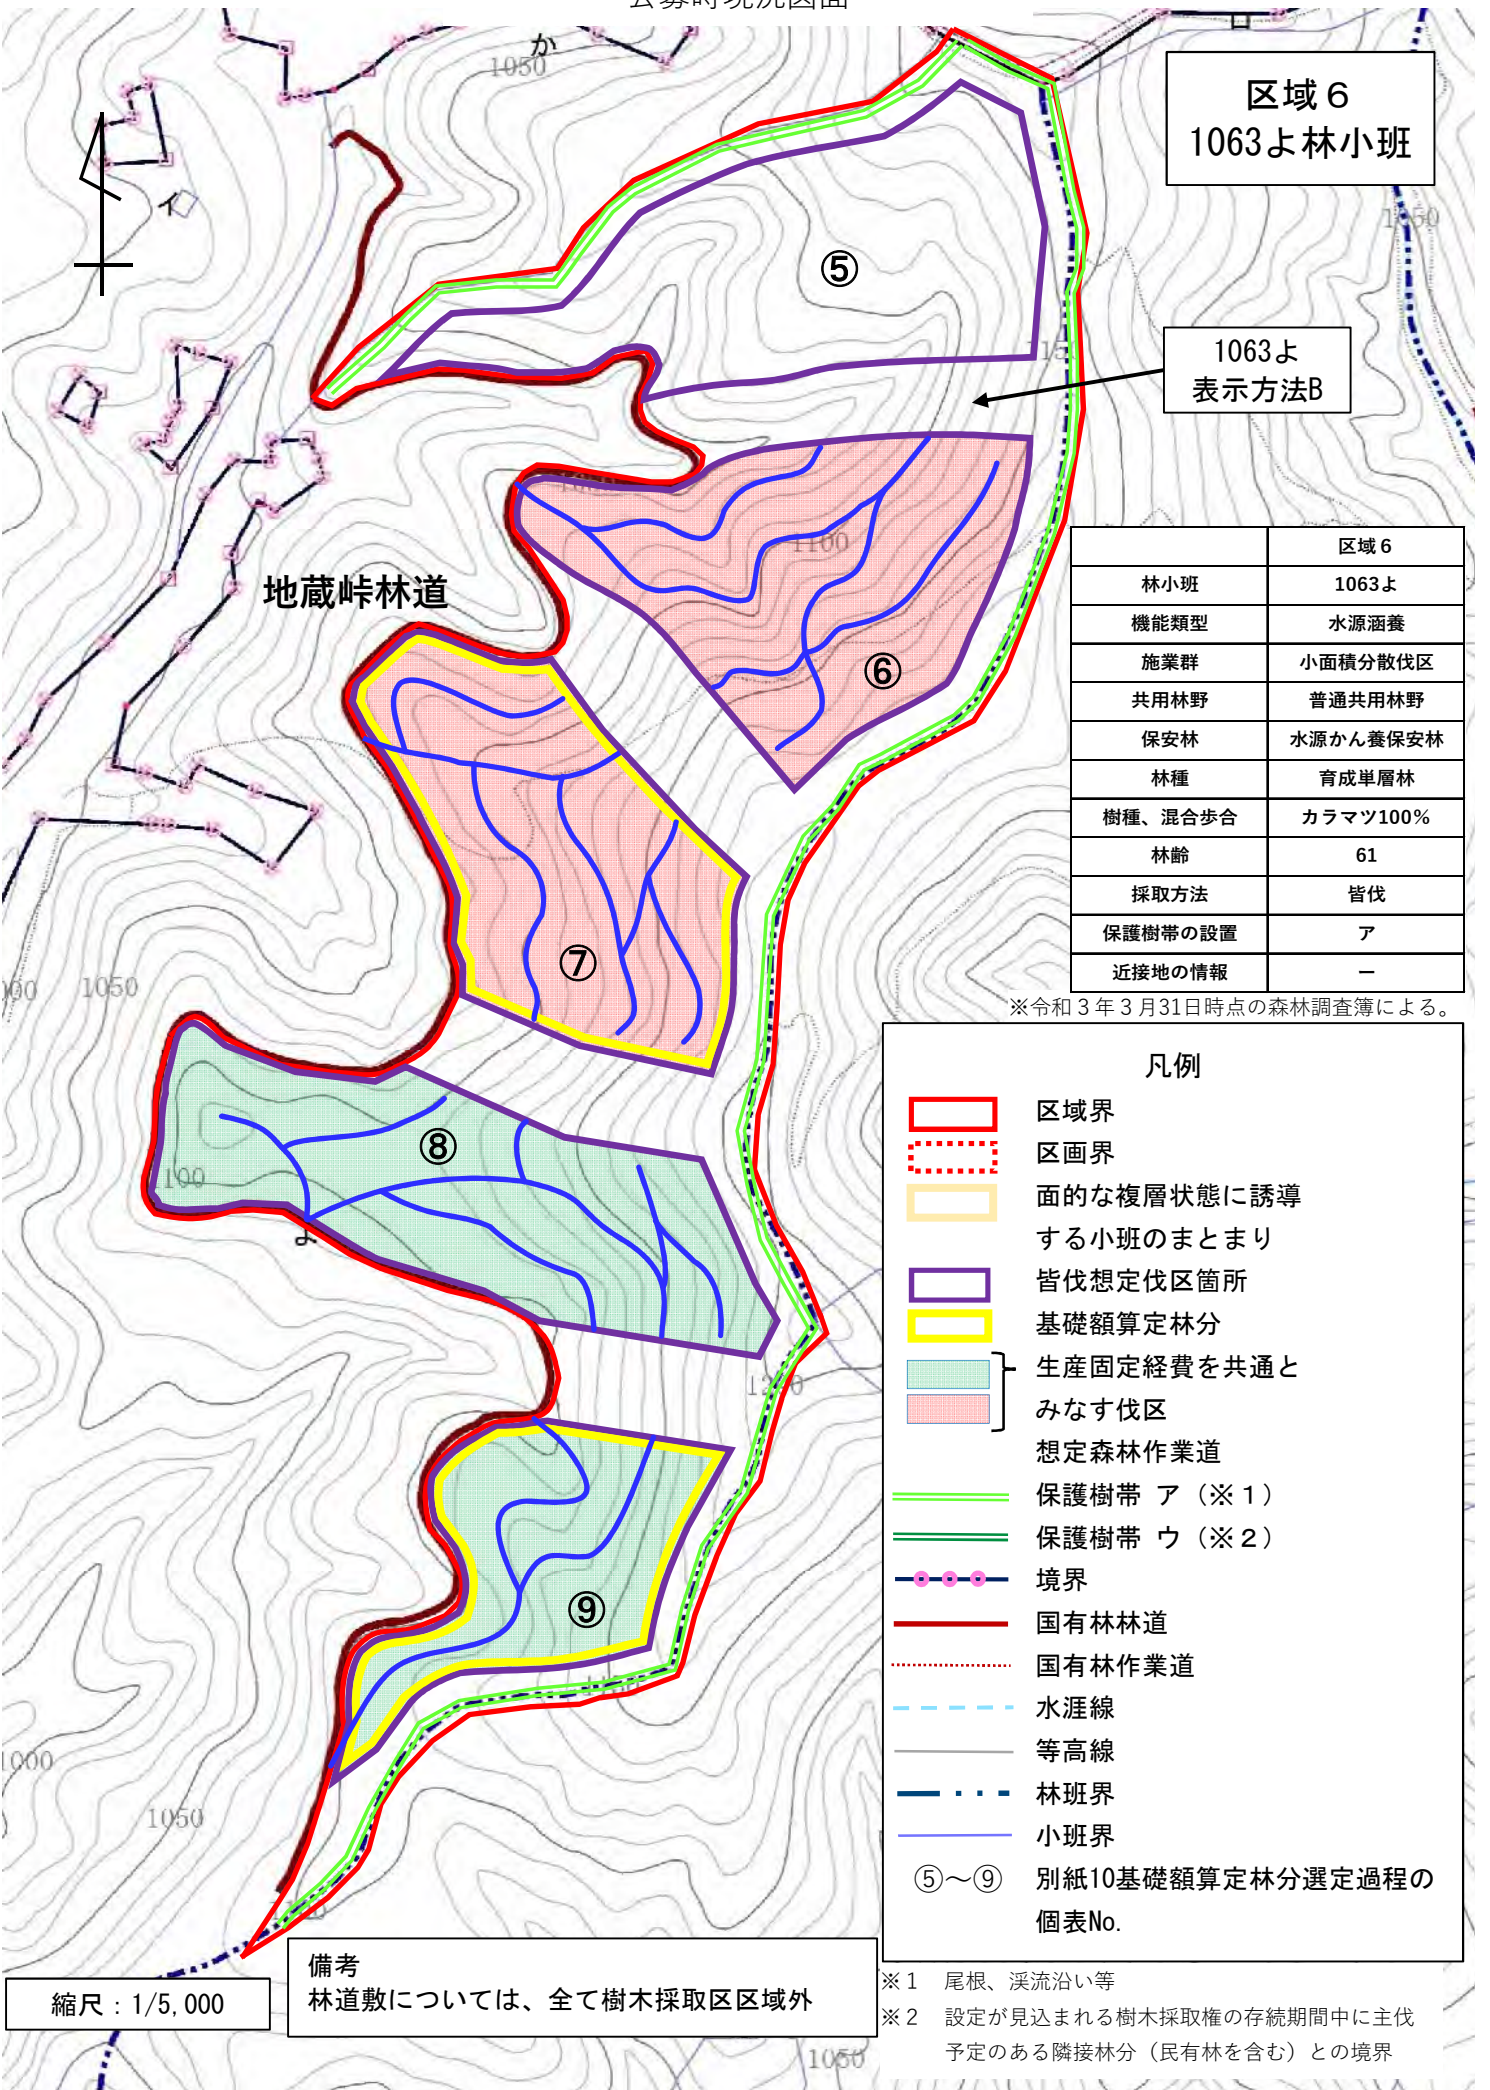 公募時現況図面
区域６
1063よ林小班
か
1050
イ
ロ
1050
⑤
1063よ
表示方法B
115
1100
地蔵峠林道
⑥
区域６
林小班 1063よ
機能類型 水源涵養
施業群 小面積分散伐区
共用林野 普通共用林野
保安林 水源かん養保安林
林種 育成単層林
樹種、混合歩合 カラマツ100％
林齢 61
採取方法 皆伐
保護樹帯の設置 ア
近接地の情報 ー
※令和３年３月31日時点の森林調査簿による。
⑦
1050
⑧
100
よ
⑨
1000
1050
凡例
区域界
区画界
面的な複層状態に誘導
する小班のまとまり
皆伐想定伐区箇所
基礎額算定林分
生産固定経費を共通と
みなす伐区
想定森林作業道
保護樹帯 ア（※１）
保護樹帯 ウ（※２）
境界
国有林林道
国有林作業道
水涯線
等高線
林班界
小班界
⑤～⑨ 別紙10基礎額算定林分選定過程の
個表No.
備考
林道敷については、全て樹木採取区区域外
縮尺：1/5,000
※１ 尾根、渓流沿い等
※２ 設定が見込まれる樹木採取権の存続期間中に主伐
予定のある隣接林分（民有林を含む）との境界
1050